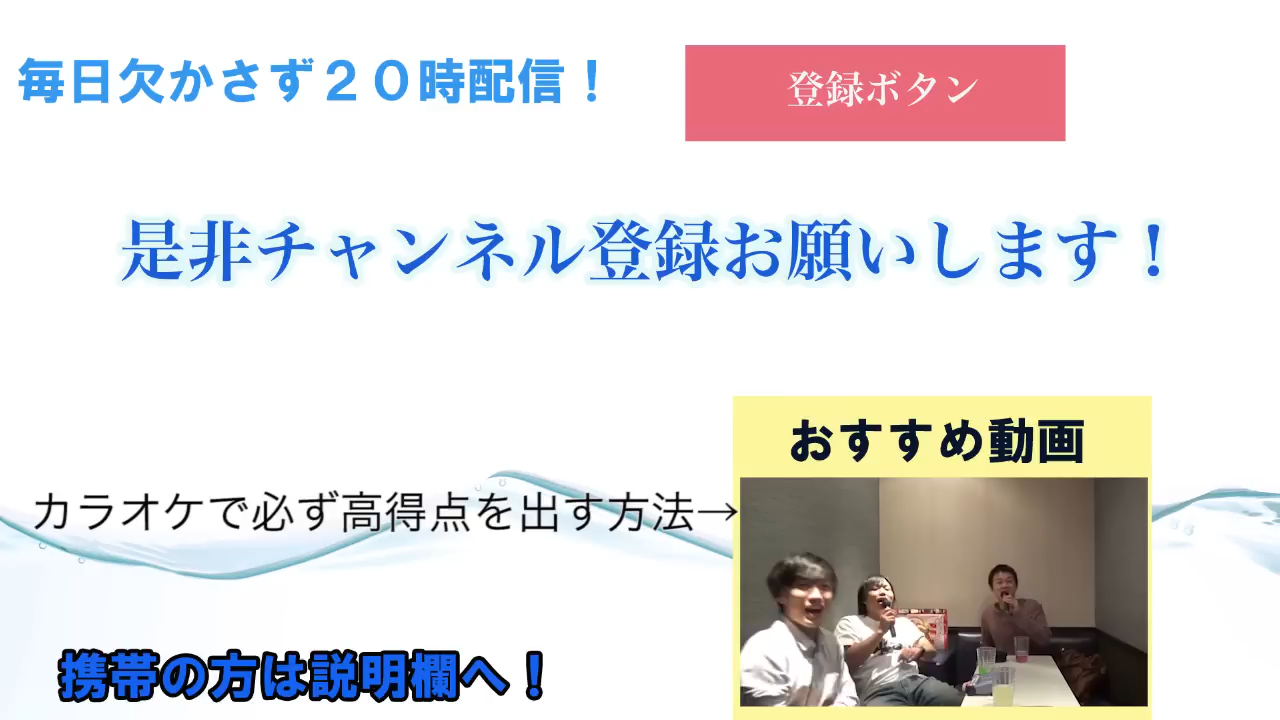 毎日欠かさず２０時配信！
登録ボタン
是非チャンネル登録お願いします！
おすすめ動画
カラオケで必ず高得点を出す方法→
携帯の方は説明欄へ！